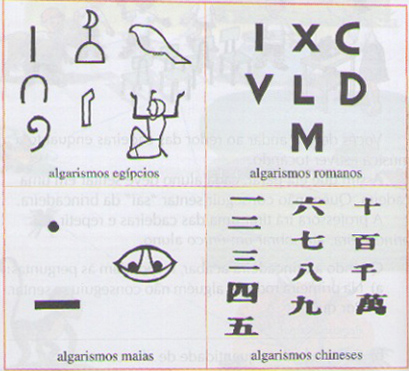 algarismos egípcios
I X C
V L D
M
algarismos romanos
algarismos maias
一
二
三
四
五
六
七
八
九
十
百
千
萬
algarismos chineses